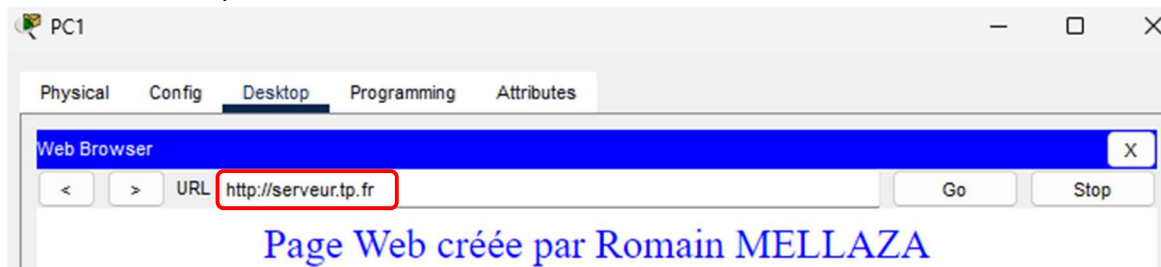 PC1
Physical Config Desktop Programming Attributes
Web Browser X
< > URL http://serveur.tp.fr Go Stop
Page Web créée par Romain MELLAZA